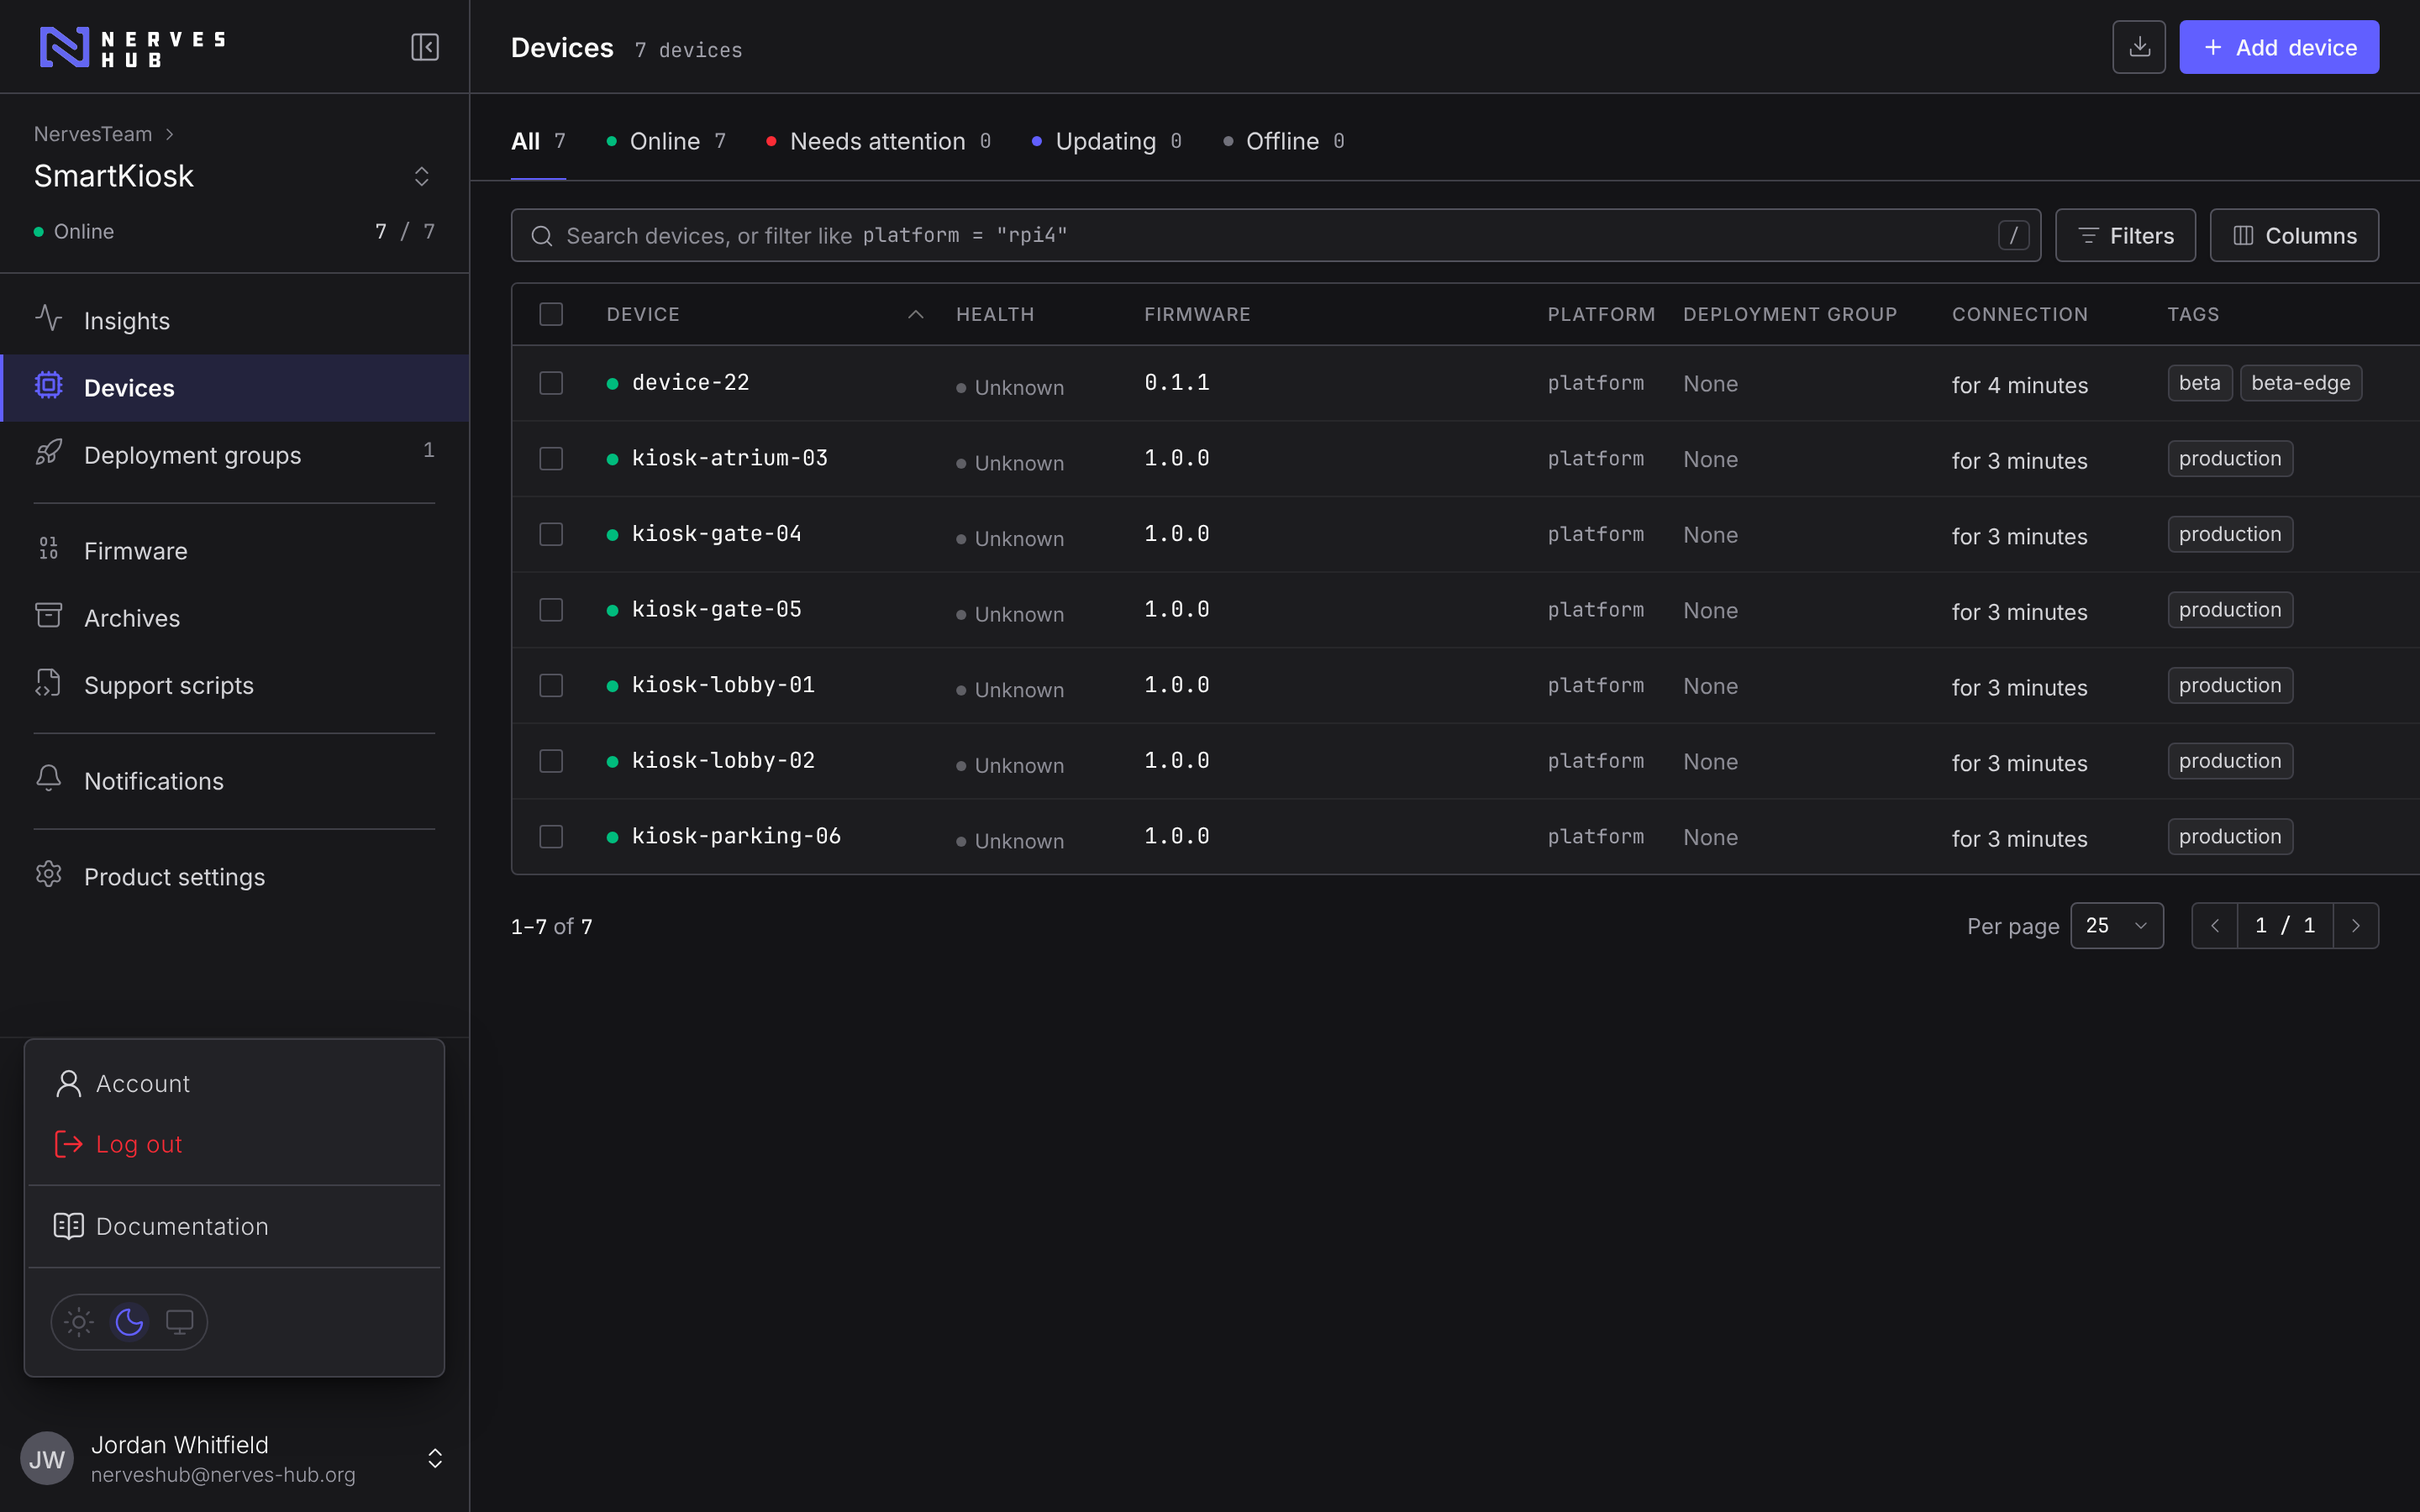 NERVES
HUB
NervesTeam
SmartKiosk
Online 7 / 7
Insights
Devices
Deployment groups 1
01
10
Firmware
Archives
Support scripts
Notifications
Product settings
Account
Log out
Documentation
JW
Jordan Whitfield
nerveshub@nerves-hub.org
Devices 7 devices
+ Add device
All 7 Online 7 Needs attention 0 Updating 0 Offline 0
Search devices, or filter like platform = "rpi4" /
Filters
Columns
DEVICE HEALTH FIRMWARE PLATFORM DEPLOYMENT GROUP CONNECTION TAGS
device-22 Unknown 0.1.1 platform None for 4 minutes beta beta-edge
kiosk-atrium-03 Unknown 1.0.0 platform None for 3 minutes production
kiosk-gate-04 Unknown 1.0.0 platform None for 3 minutes production
kiosk-gate-05 Unknown 1.0.0 platform None for 3 minutes production
kiosk-lobby-01 Unknown 1.0.0 platform None for 3 minutes production
kiosk-lobby-02 Unknown 1.0.0 platform None for 3 minutes production
kiosk-parking-06 Unknown 1.0.0 platform None for 3 minutes production
1–7 of 7
Per page 25 1 / 1